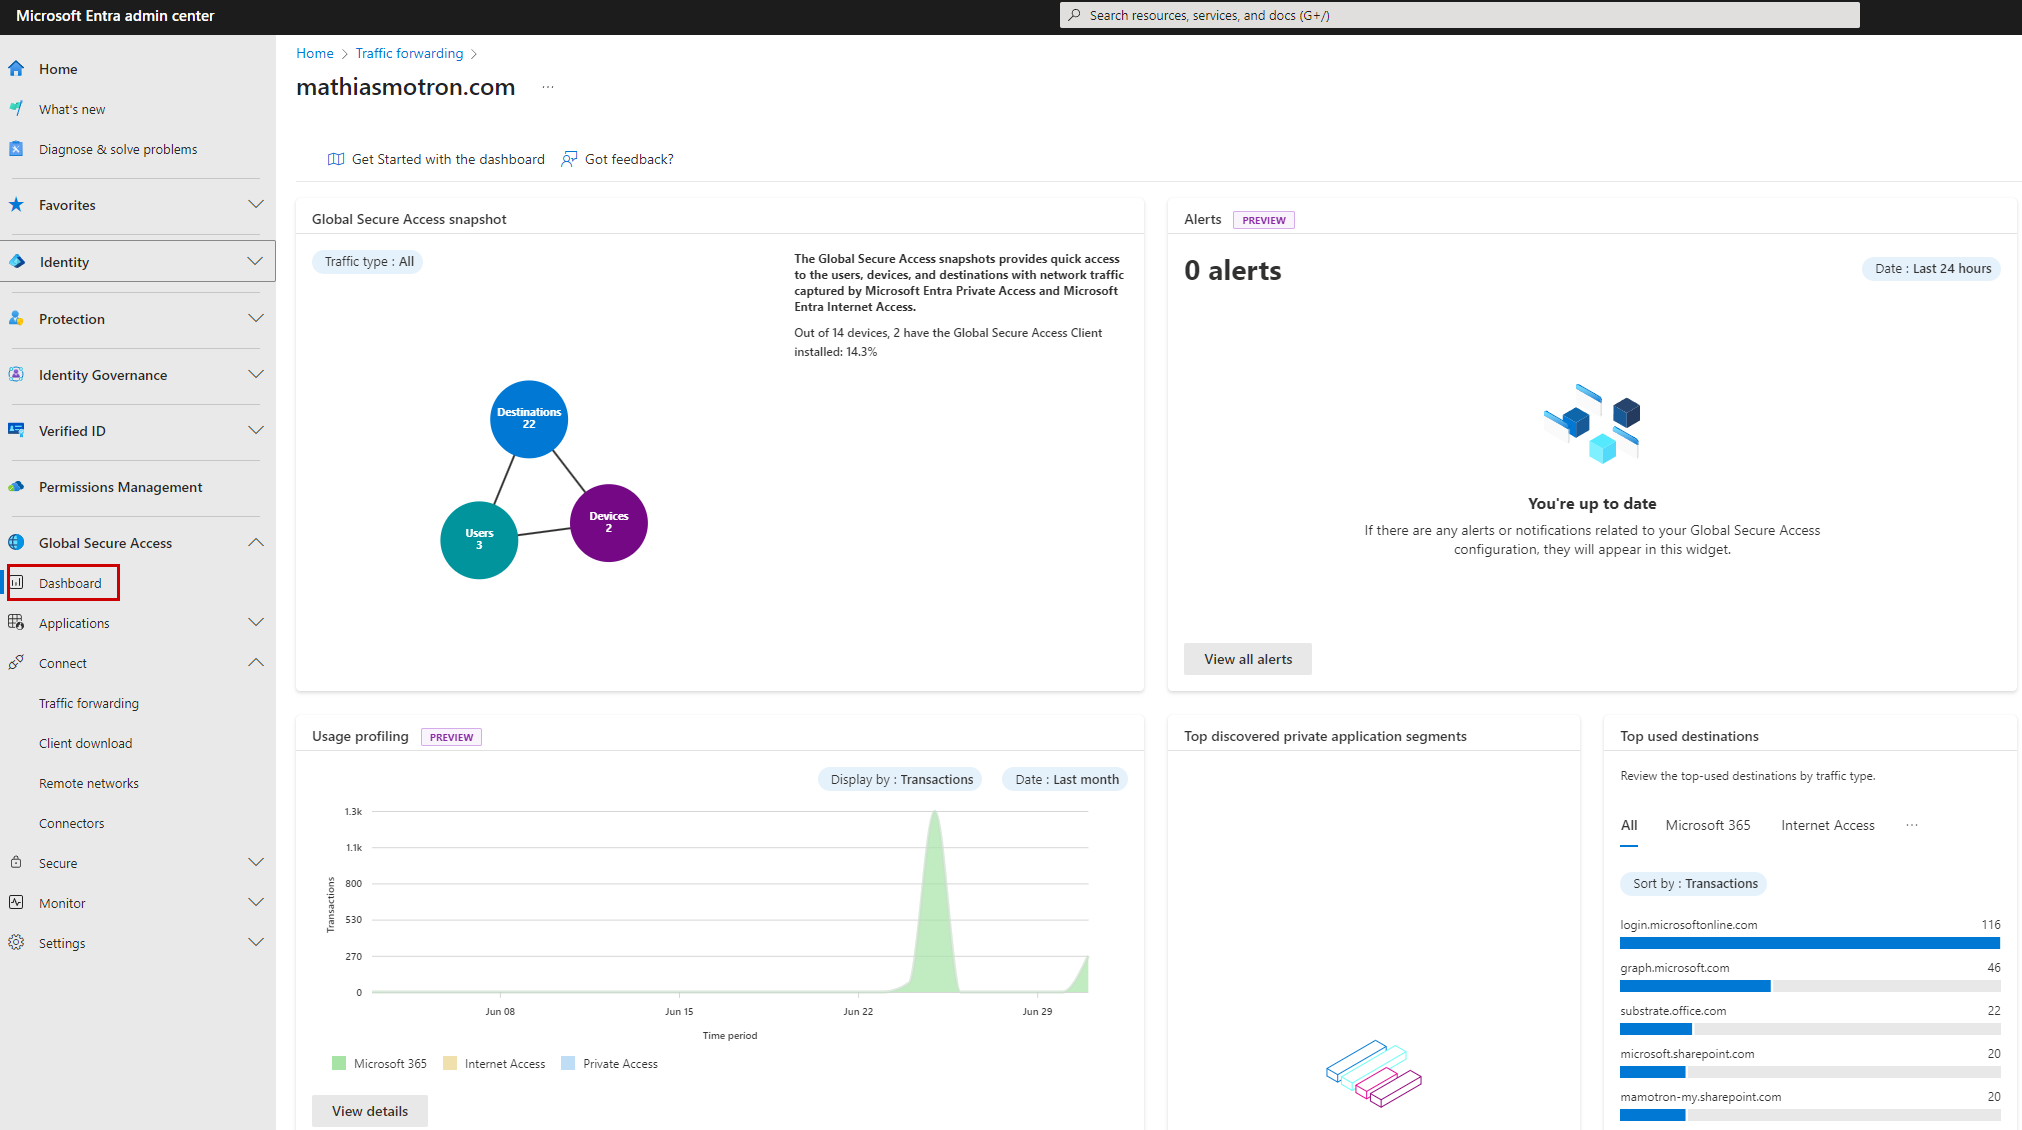 Microsoft Entra admin center
Search resources, services, and docs (G+/)
Home
What's new
Diagnose & solve problems
Favorites
Identity
Protection
Identity Governance
Verified ID
Permissions Management
Global Secure Access
Dashboard
Applications
Connect
Traffic forwarding
Client download
Remote networks
Connectors
Secure
Monitor
Settings
Home > Traffic forwarding >
mathiasmotron.com ...
Get Started with the dashboard
Got feedback?
Global Secure Access snapshot
Traffic type : All
The Global Secure Access snapshots provides quick access
to the users, devices, and destinations with network traffic
captured by Microsoft Entra Private Access and Microsoft
Entra Internet Access.
Out of 14 devices, 2 have the Global Secure Access Client
installed: 14.3%
Destinations
22
Devices
2
Users
3
Alerts PREVIEW
0 alerts
Date : Last 24 hours
You're up to date
If there are any alerts or notifications related to your Global Secure Access
configuration, they will appear in this widget.
View all alerts
Usage profiling PREVIEW
Display by : Transactions
Date : Last month
1.3k
1.1k
800
530
270
0
Transactions
Jun 08
Jun 15
Jun 22
Jun 29
Time period
Microsoft 365
Internet Access
Private Access
View details
Top discovered private application segments
Top used destinations
Review the top-used destinations by traffic type.
All
Microsoft 365
Internet Access
...
Sort by : Transactions
login.microsoftonline.com 116
graph.microsoft.com 46
substrate.office.com 22
microsoft.sharepoint.com 20
mamotron-my.sharepoint.com 20